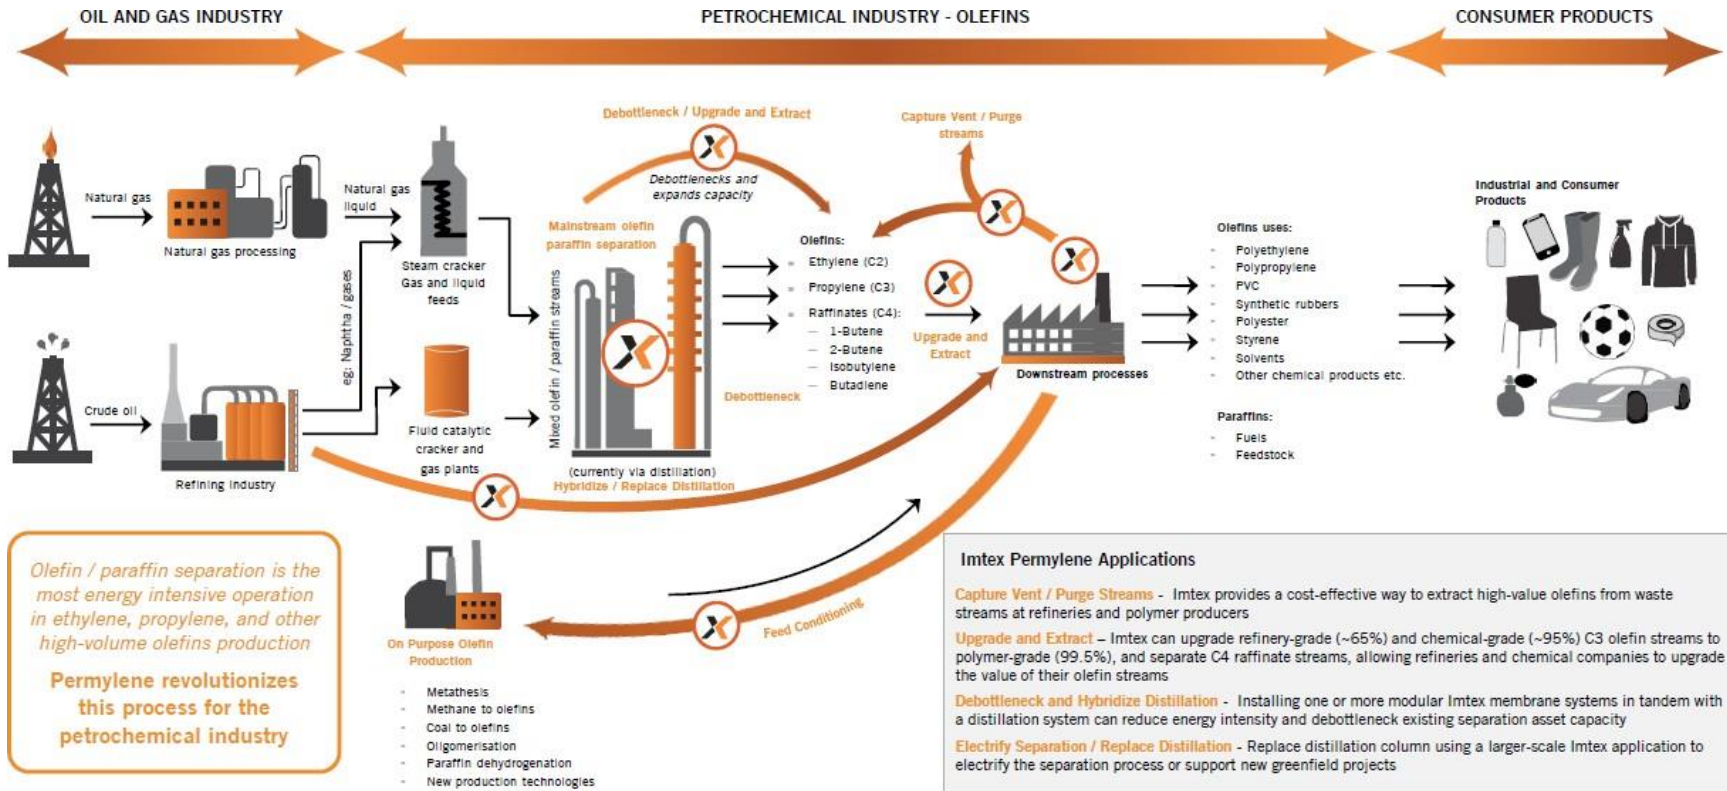 OIL AND GAS INDUSTRY
PETROCHEMICAL INDUSTRY - OLEFINS
CONSUMER PRODUCTS
Natural gas
Natural gas processing
Natural gas
liquid
Steam cracker
Gas and liquid
feeds
eg: Naphtha / gases
Crude oil
Refining industry
Fluid catalytic
cracker and
gas plants
Debottleneck / Upgrade and Extract
Debottlenecks and
expands capacity
Mainstream olefin
paraffin separation
Mixed olefin / paraffin streams
(currently via distillation)
Hybridize / Replace Distillation
Debottleneck
Olefins:
- Ethylene (C2)
- Propylene (C3)
- Raffinates (C4):
— 1-Butene
— 2-Butene
— Isobutylene
— Butadiene
Capture Vent / Purge
streams
Upgrade and
Extract
Downstream processes
Olefins uses:
- Polyethylene
- Polypropylene
- PVC
- Synthetic rubbers
- Polyester
- Styrene
- Solvents
- Other chemical products etc.
Paraffins:
- Fuels
- Feedstock
Industrial and Consumer
Products
Feed Conditioning
On Purpose Olefin
Production
- Metathesis
- Methane to olefins
- Coal to olefins
- Oligomerisation
- Paraffin dehydrogenation
- New production technologies
Olefin / paraffin separation is the
most energy intensive operation
in ethylene, propylene, and other
high-volume olefins production
Permylene revolutionizes
this process for the
petrochemical industry
Imtex Permylene Applications
Capture Vent / Purge Streams - Imtex provides a cost-effective way to extract high-value olefins from waste
streams at refineries and polymer producers
Upgrade and Extract – Imtex can upgrade refinery-grade (~65%) and chemical-grade (~95%) C3 olefin streams to
polymer-grade (99.5%), and separate C4 raffinate streams, allowing refineries and chemical companies to upgrade
the value of their olefin streams
Debottleneck and Hybridize Distillation - Installing one or more modular Imtex membrane systems in tandem with
a distillation system can reduce energy intensity and debottleneck existing separation asset capacity
Electrify Separation / Replace Distillation - Replace distillation column using a larger-scale Imtex application to
electrify the separation process or support new greenfield projects